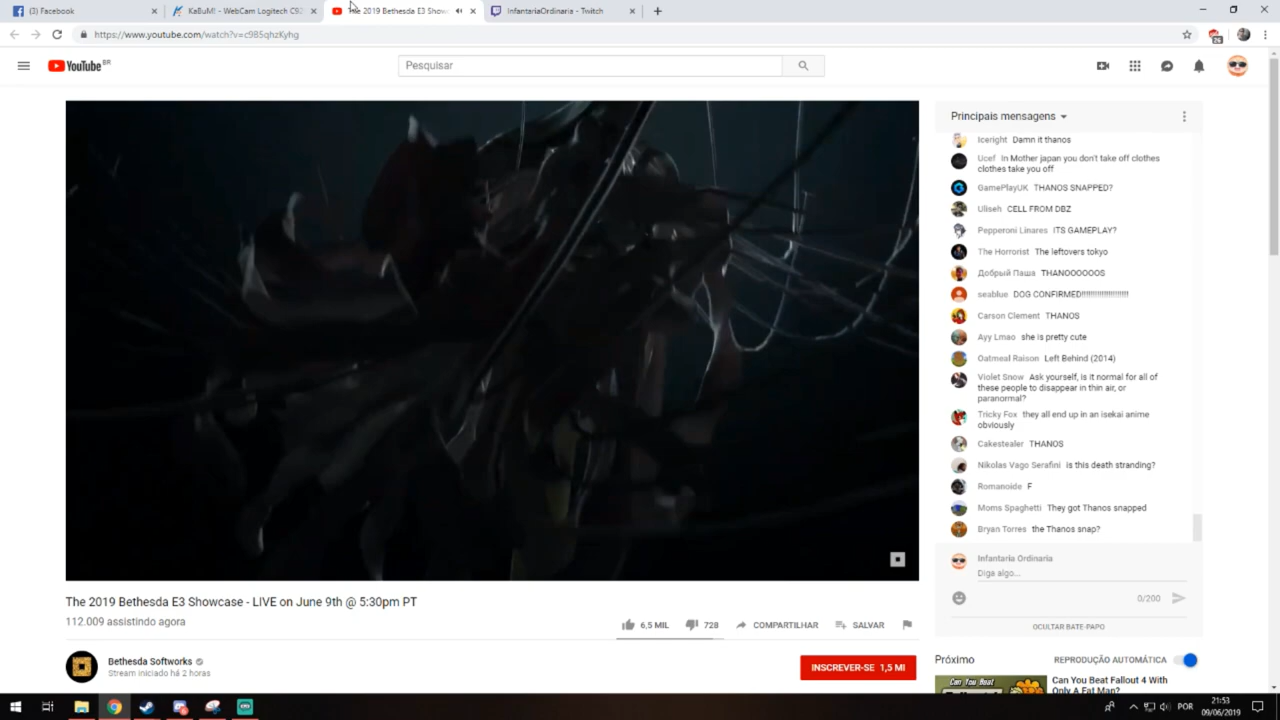 (3) Facebook
KaBuM! - WebCam Logitech C92
The 2019 Bethesda E3 Show
InfantariaOrdinaria - Twitch
https://www.youtube.com/watch?v=c9B5qhzKyhg
26
YouTube BR
Pesquisar
Principais mensagens
Iceright Damn it thanos
Ucef In Mother japan you don't take off clothes
clothes take you off
GamePlayUK THANOS SNAPPED?
Uliseh CELL FROM DBZ
Pepperoni Linares ITS GAMEPLAY?
The Horrorist The leftovers tokyo
Добрый Паша THANOOOOOOS
seablue DOG CONFIRMED!!!!!!!!!!!!!!!!!!!!!!
Carson Clement THANOS
Ayy Lmao she is pretty cute
Oatmeal Raison Left Behind (2014)
Violet Snow Ask yourself, is it normal for all of
these people to disappear in thin air, or
paranormal?
Tricky Fox they all end up in an isekai anime
obviously
Cakestealer THANOS
Nikolas Vago Serafini is this death stranding?
Romanoide F
Moms Spaghetti They got Thanos snapped
Bryan Torres the Thanos snap?
Infantaria Ordinaria
Diga algo...
0/200
OCULTAR BATE-PAPO
The 2019 Bethesda E3 Showcase - LIVE on June 9th @ 5:30pm PT
112.009 assistindo agora
6,5 MIL
728
COMPARTILHAR
SALVAR
Bethesda Softworks
Stream iniciado há 2 horas
INSCREVER-SE 1,5 MI
Próximo
REPRODUÇÃO AUTOMÁTICA
Can You Beat
Can You Beat Fallout 4 With
Only A Fat Man?
POR
21:53
09/06/2019